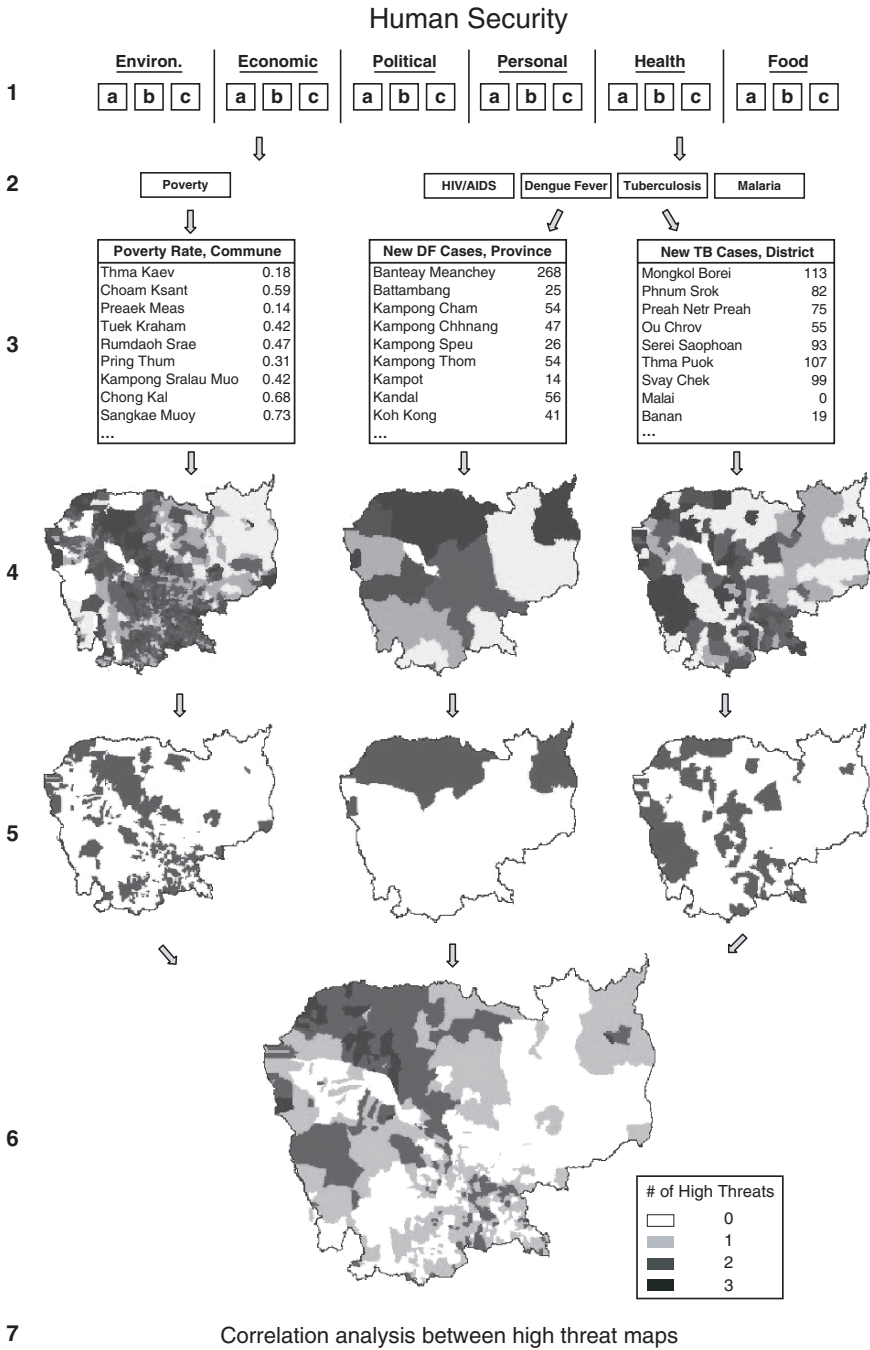 Human Security
Environ. Economic Political Personal Health Food
1 a b c a b c a b c a b c a b c a b c
2 Poverty HIV/AIDS Dengue Fever Tuberculosis Malaria
3
Poverty Rate, Commune
Thma Kaev 0.18
Choam Ksant 0.59
Preaek Meas 0.14
Tuek Kraham 0.42
Rumdaoh Srae 0.47
Pring Thum 0.31
Kampong Sralau Muo 0.42
Chong Kal 0.68
Sangkae Muoy 0.73
...
New DF Cases, Province
Banteay Meanchey 268
Battambang 25
Kampong Cham 54
Kampong Chhnang 47
Kampong Speu 26
Kampong Thom 54
Kampot 14
Kandal 56
Koh Kong 41
...
New TB Cases, District
Mongkol Borei 113
Phnum Srok 82
Preah Netr Preah 75
Ou Chrov 55
Serei Saophoan 93
Thma Puok 107
Svay Chek 99
Malai 0
Banan 19
...
4
5
6
# of High Threats
0
1
2
3
7 Correlation analysis between high threat maps